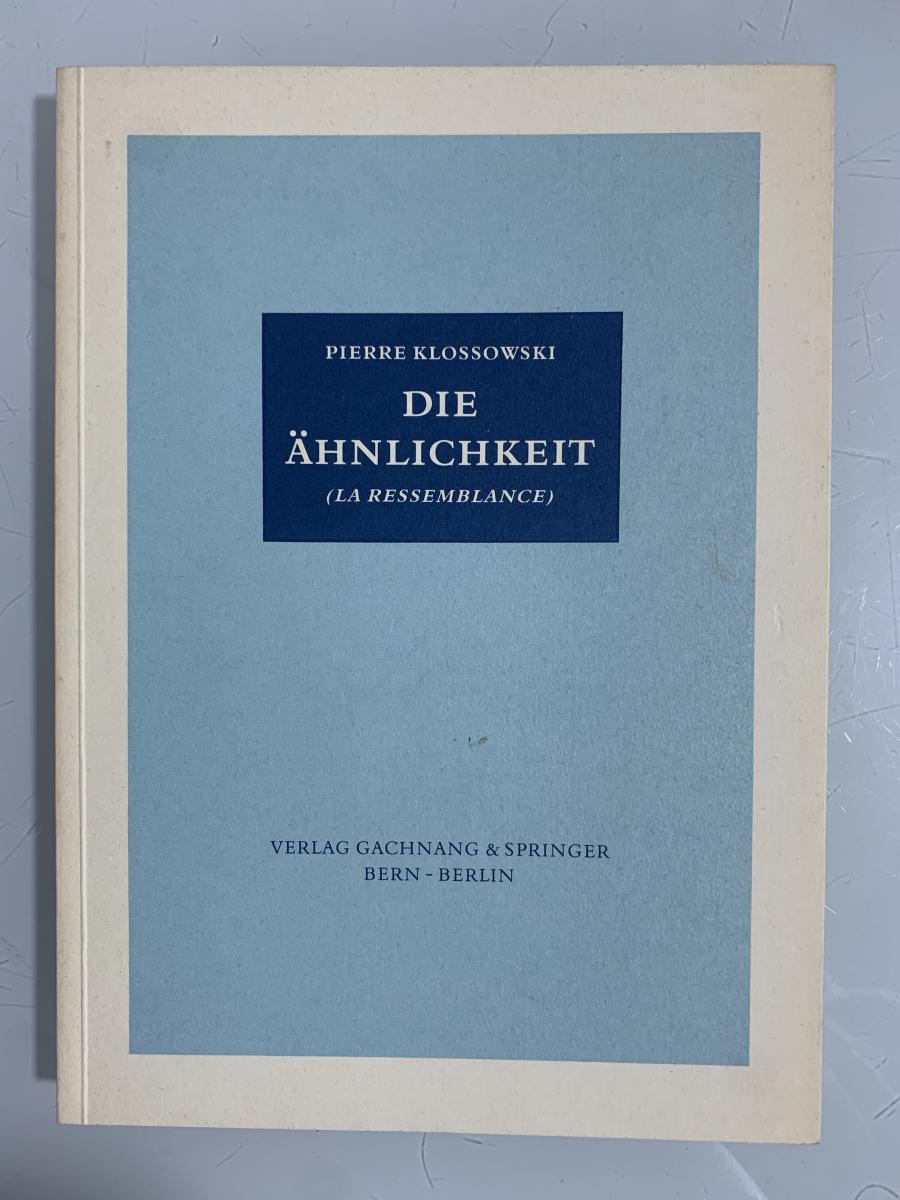 PIERRE KLOSSOWSKI
DIE
ÄHNLICHKEIT
(LA RESSEMBLANCE)
VERLAG GACHNANG & SPRINGER
BERN – BERLIN